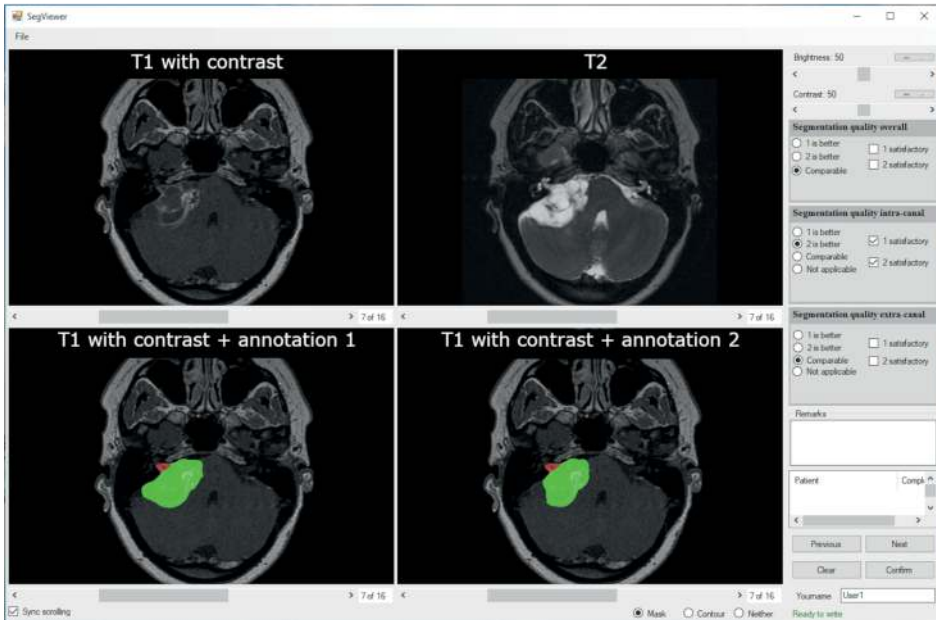 SegViewer
File
T1 with contrast
T2
7 of 16
7 of 16
T1 with contrast + annotation 1
T1 with contrast + annotation 2
7 of 16
7 of 16
Sync scrolling
Mask
Contour
Neither
Brightness: 50
Contrast: 50
Segmentation quality overall
1 is better
2 is better
Comparable
1 satisfactory
2 satisfactory
Segmentation quality intra-canal
1 is better
2 is better
Comparable
Not applicable
1 satisfactory
2 satisfactory
Segmentation quality extra-canal
1 is better
2 is better
Comparable
Not applicable
1 satisfactory
2 satisfactory
Remarks
Patient
Previous
Next
Clear
Confirm
Yourname
User1
Ready to write